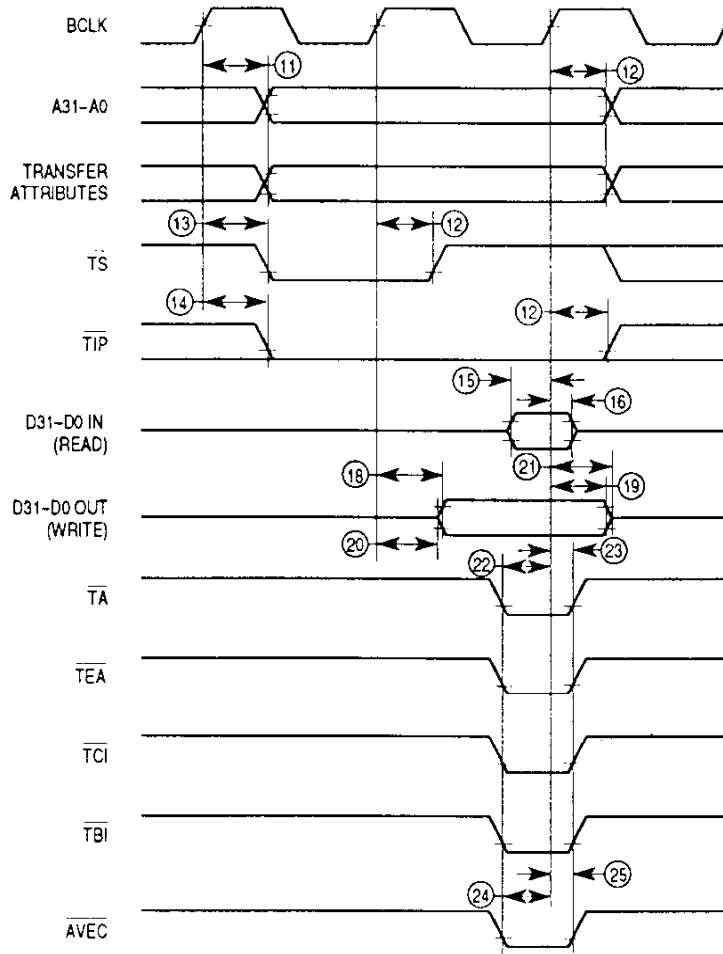 BCLK
11
12
A31-A0
TRANSFER
ATTRIBUTES
13
12
TS
14
12
TIP
15
16
D31-D0 IN
(READ)
21
18
19
D31-D0 OUT
(WRITE)
20
22
23
TA
TEA
TCI
TBI
24
25
AVEC